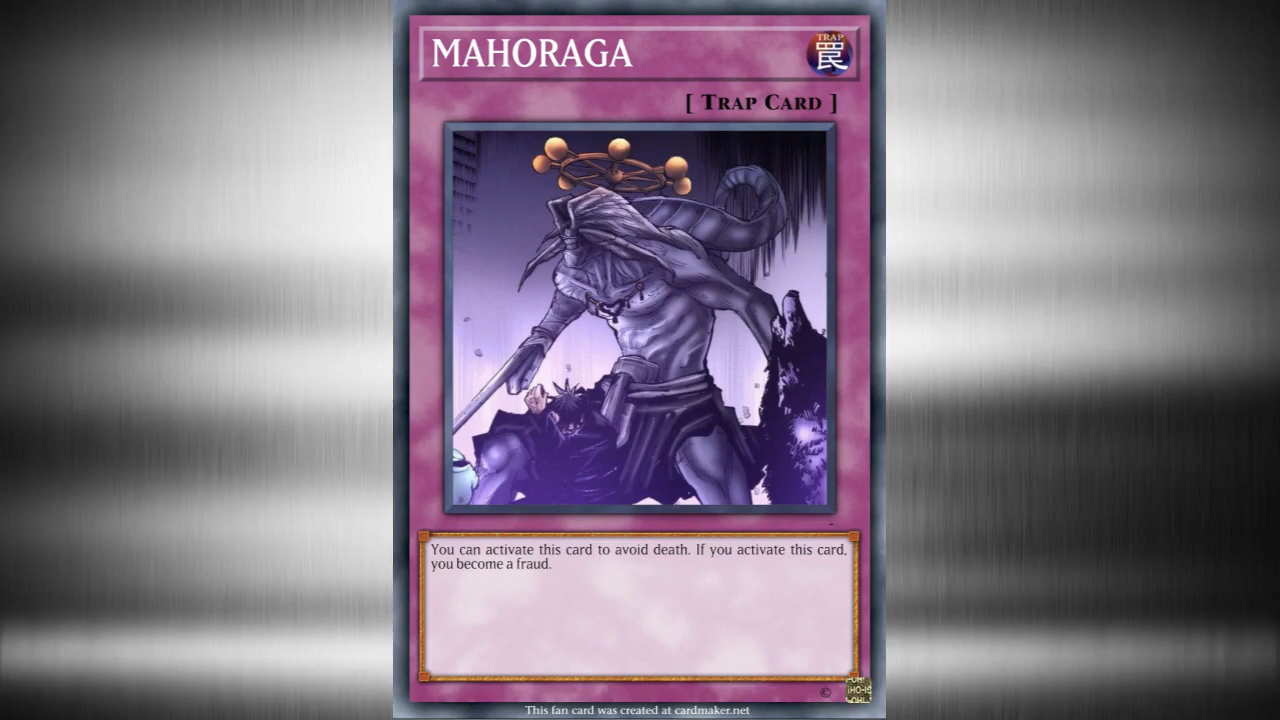 MAHORAGA
TRAP
罠
[ TRAP CARD ]
You can activate this card to avoid death. If you activate this card,
you become a fraud.
©
This fan card was created at cardmaker.net